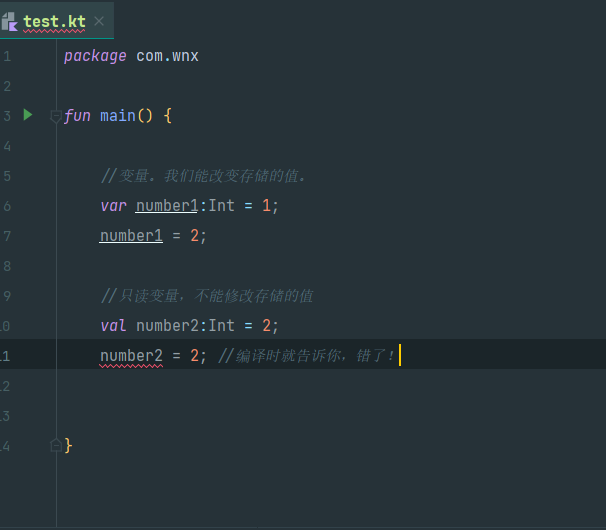 test.kt
1 package com.wnx
2
3 fun main() {
4
5 //变量。我们能改变存储的值.
6 var number1:Int = 1;
7 number1 = 2;
8
9 //只读变量，不能修改存储的值
10 val number2:Int = 2;
11 number2 = 2; //编译时就告诉你，错了!
12
13
14 }